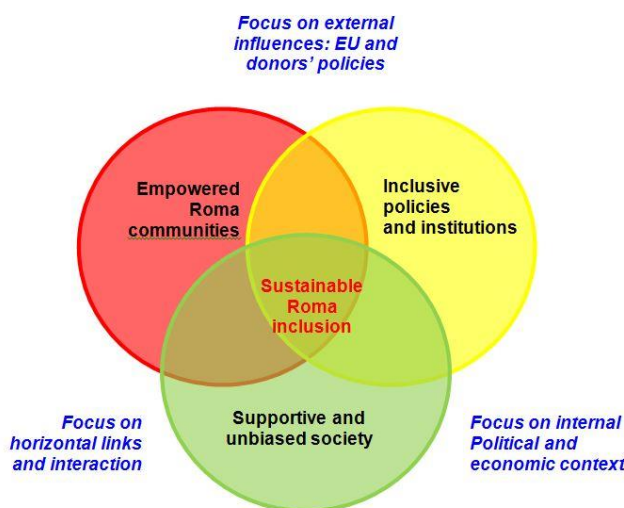 Focus on external
influences: EU and
donors' policies
Empowered
Roma
communities
Inclusive
policies
and institutions
Sustainable
Roma
inclusion
Supportive and
unbiased society
Focus on
horizontal links
and interaction
Focus on internal
Political and
economic context